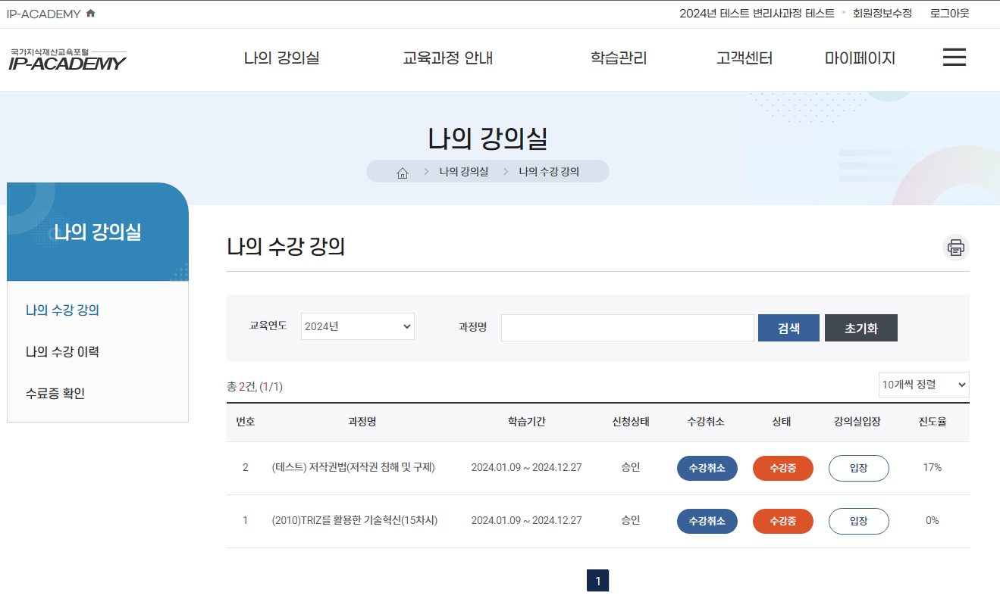 IP-ACADEMY
2024년 테스트 변리사과정 테스트 회원정보수정 로그아웃
국가지식재산교육포털
IP-ACADEMY
나의 강의실 교육과정 안내 학습관리 고객센터 마이페이지
나의 강의실
나의 강의실 나의 수강 강의
나의 강의실
나의 수강 강의
나의 수강 이력
수료증 확인
나의 수강 강의
교육연도 2024년 과정명 검색 초기화
총 2건, (1/1) 10개씩 정렬
번호 과정명 학습기간 신청상태 수강취소 상태 강의실입장 진도율
2 (테스트) 저작권법(저작권 침해 및 구제) 2024.01.09 ~ 2024.12.27 승인 수강취소 수강중 입장 17%
1 (2010)TRIZ를 활용한 기술혁신(15차시) 2024.01.09 ~ 2024.12.27 승인 수강취소 수강중 입장 0%
1